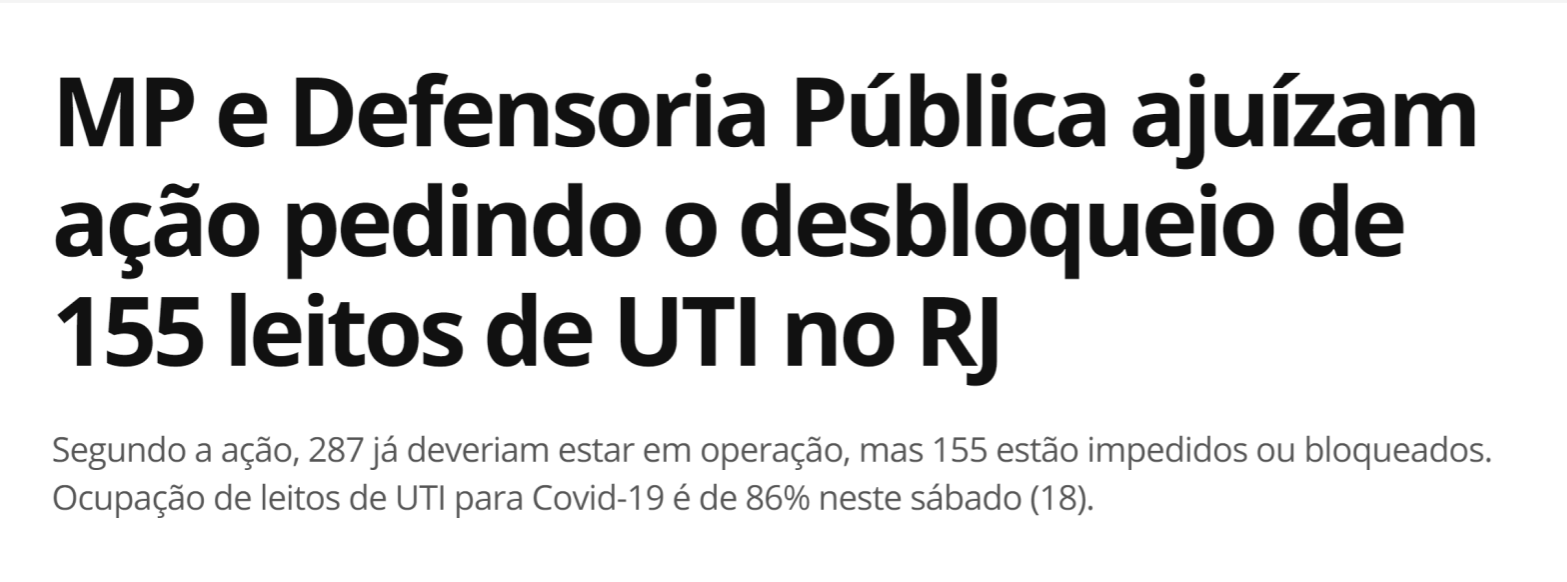 MP e Defensoria Pública ajuízam
ação pedindo o desbloqueio de
155 leitos de UTI no RJ
Segundo a ação, 287 já deveriam estar em operação, mas 155 estão impedidos ou bloqueados.
Ocupação de leitos de UTI para Covid-19 é de 86% neste sábado (18).